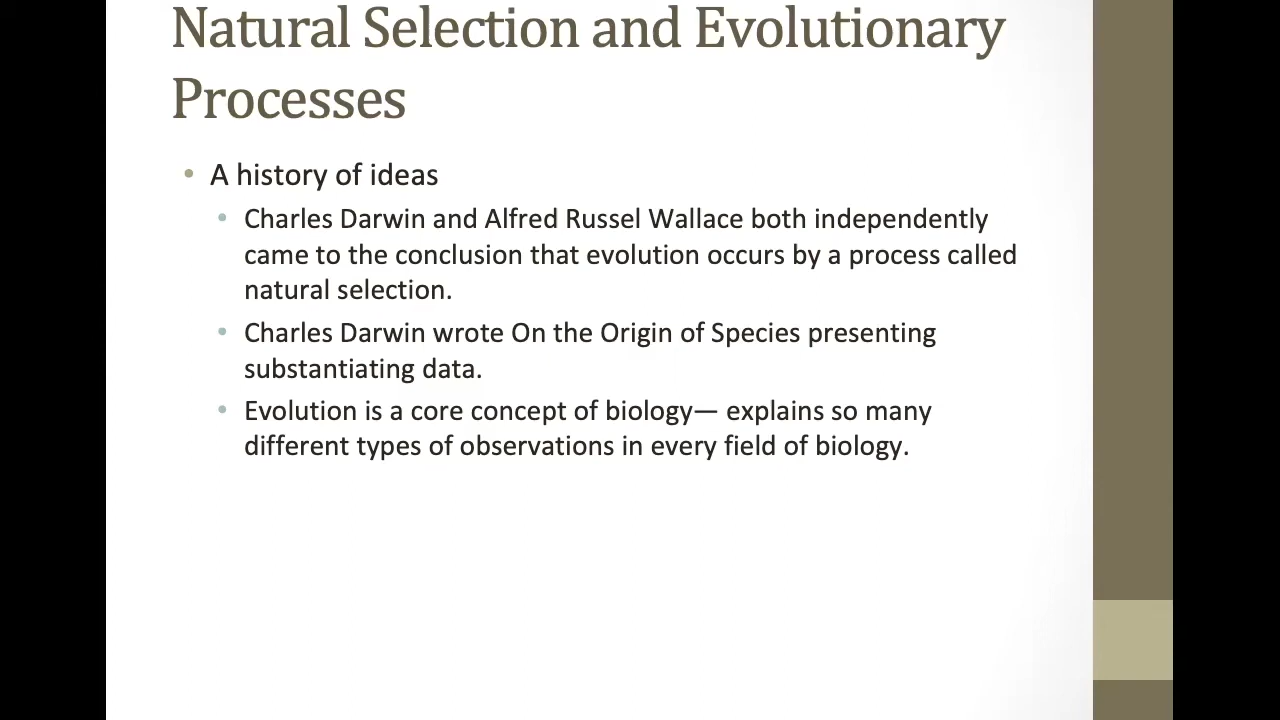 Natural Selection and Evolutionary
Processes
• A history of ideas
• Charles Darwin and Alfred Russel Wallace both independently
came to the conclusion that evolution occurs by a process called
natural selection.
• Charles Darwin wrote On the Origin of Species presenting
substantiating data.
• Evolution is a core concept of biology— explains so many
different types of observations in every field of biology.